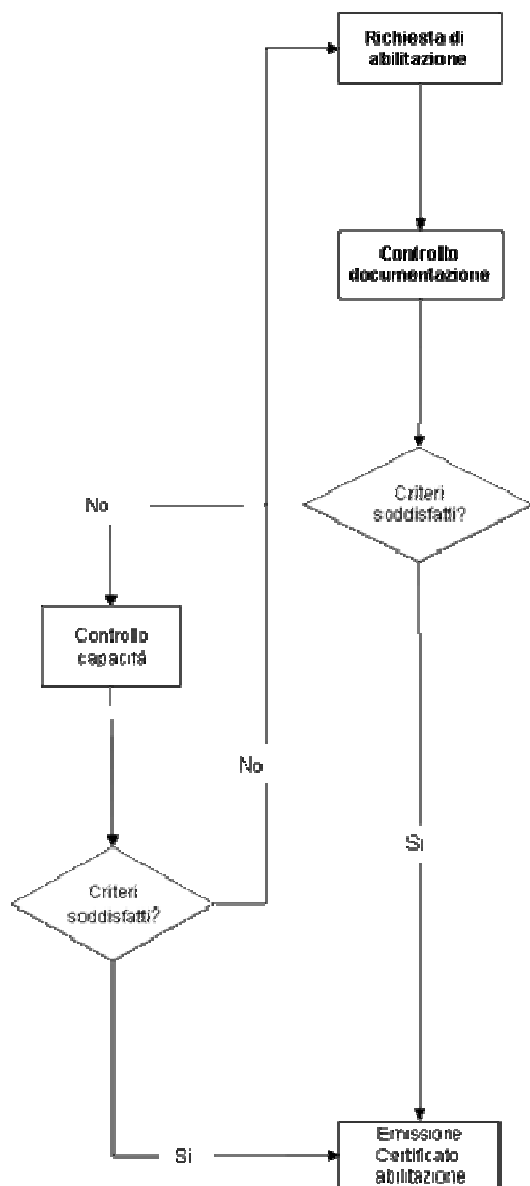 Richiesta di
abilitazione
Controllo
documentazione
Criteri
soddisfatti?
No
Controllo
capacità
No
Si
Criteri
soddisfatti?
Si
Emissione
Certificato
abilitazione